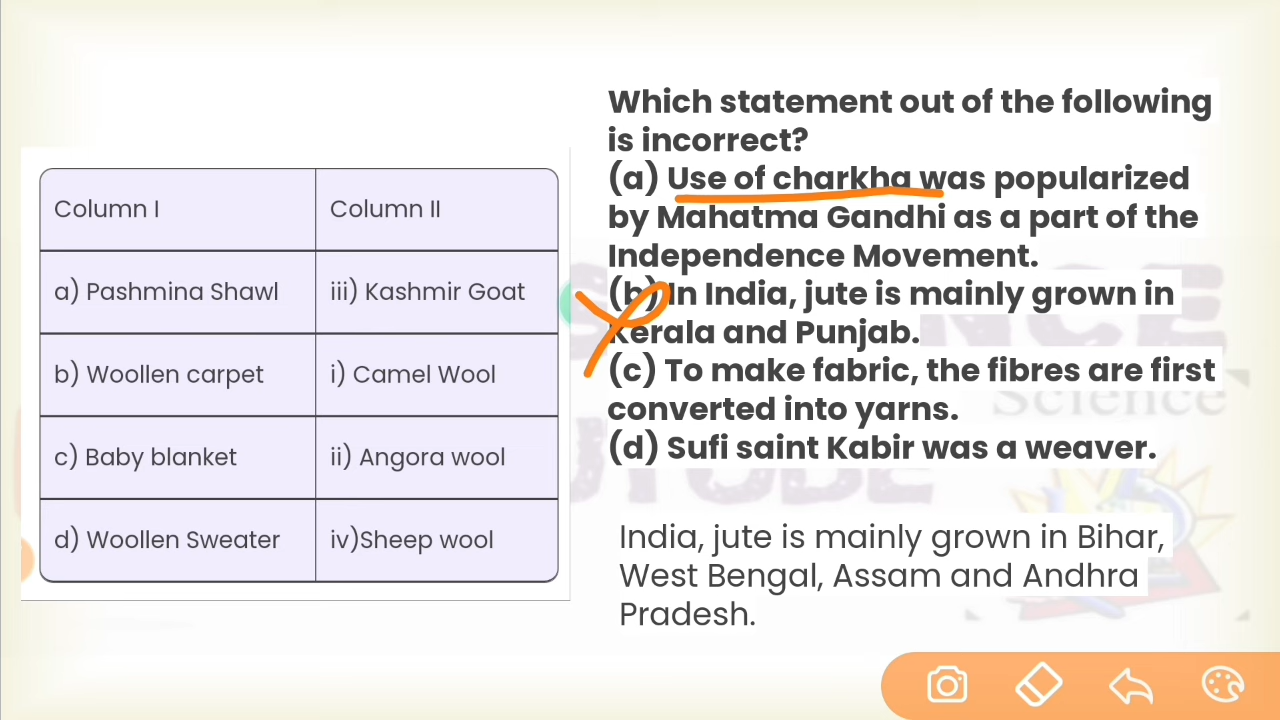 Column I Column II
a) Pashmina Shawl iii) Kashmir Goat
b) Woollen carpet i) Camel Wool
c) Baby blanket ii) Angora wool
d) Woollen Sweater iv)Sheep wool
Which statement out of the following
is incorrect?
(a) Use of charkha was popularized
by Mahatma Gandhi as a part of the
Independence Movement.
(b) In India, jute is mainly grown in
Kerala and Punjab.
(c) To make fabric, the fibres are first
converted into yarns.
(d) Sufi saint Kabir was a weaver.
India, jute is mainly grown in Bihar,
West Bengal, Assam and Andhra
Pradesh.
Science